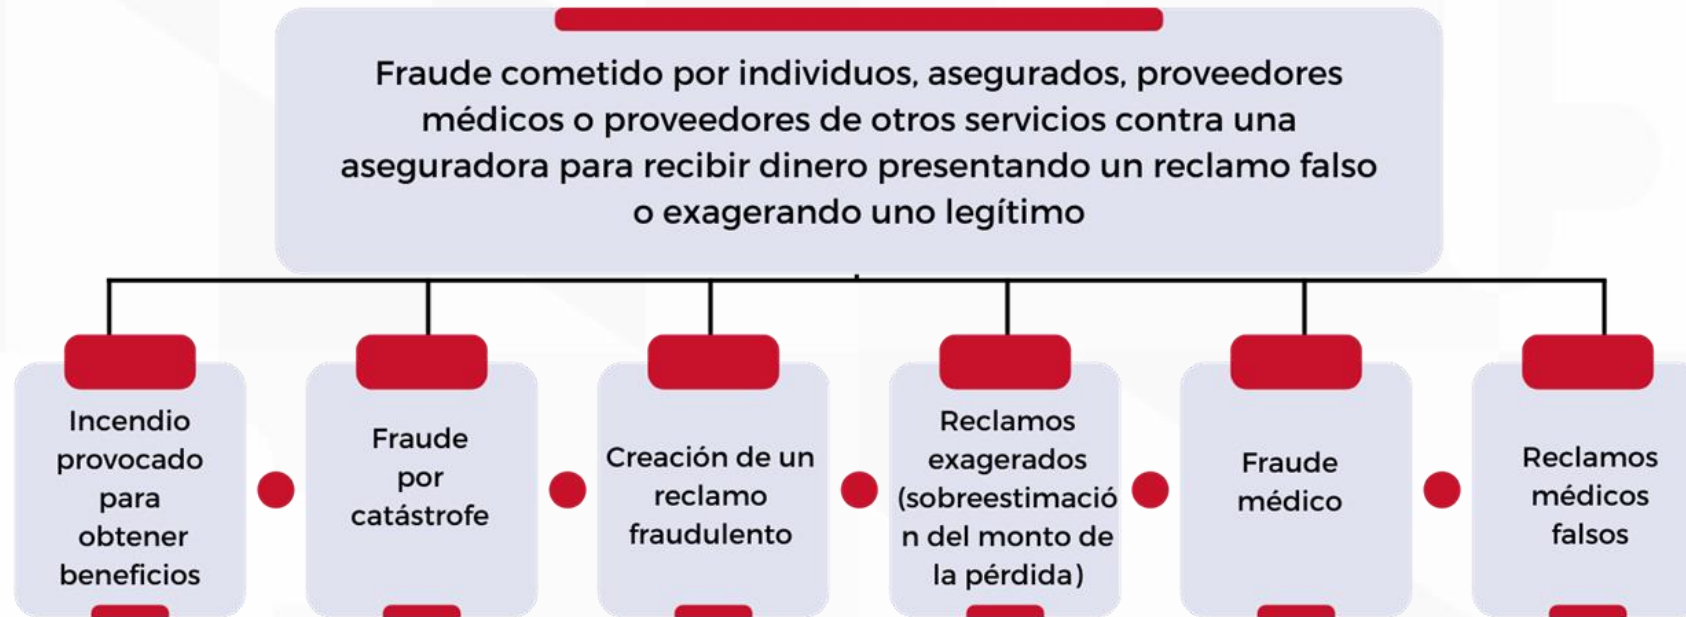 Fraude cometido por individuos, asegurados, proveedores
médicos o proveedores de otros servicios contra una
aseguradora para recibir dinero presentando un reclamo falso
o exagerando uno legítimo
Incendio
provocado
para
obtener
beneficios
Fraude
por
catástrofe
Creación de un
reclamo
fraudulento
Reclamos
exagerados
(sobreestimació
n del monto de
la pérdida)
Fraude
médico
Reclamos
médicos
falsos